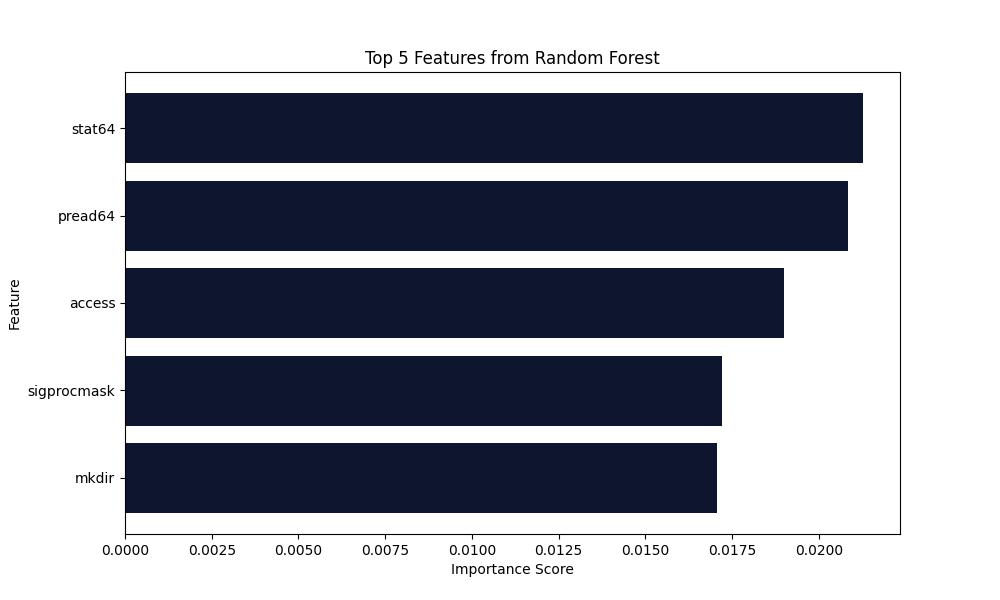 Top 5 Features from Random Forest
stat64
pread64
access
sigprocmask
mkdir
Feature
0.0000 0.0025 0.0050 0.0075 0.0100 0.0125 0.0150 0.0175 0.0200
Importance Score